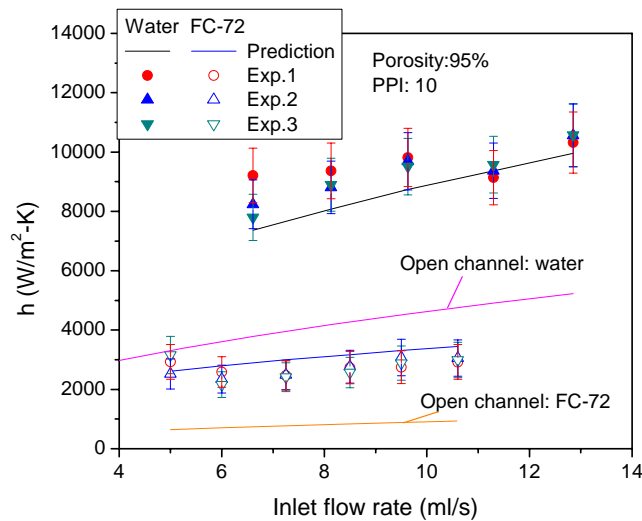 Water FC-72
Prediction
Exp.1
Exp.2
Exp.3
Porosity:95%
PPI: 10
Open channel: water
Open channel: FC-72
14000
12000
10000
8000
6000
4000
2000
0
h (W/m²-K)
4 6 8 10 12 14
Inlet flow rate (ml/s)